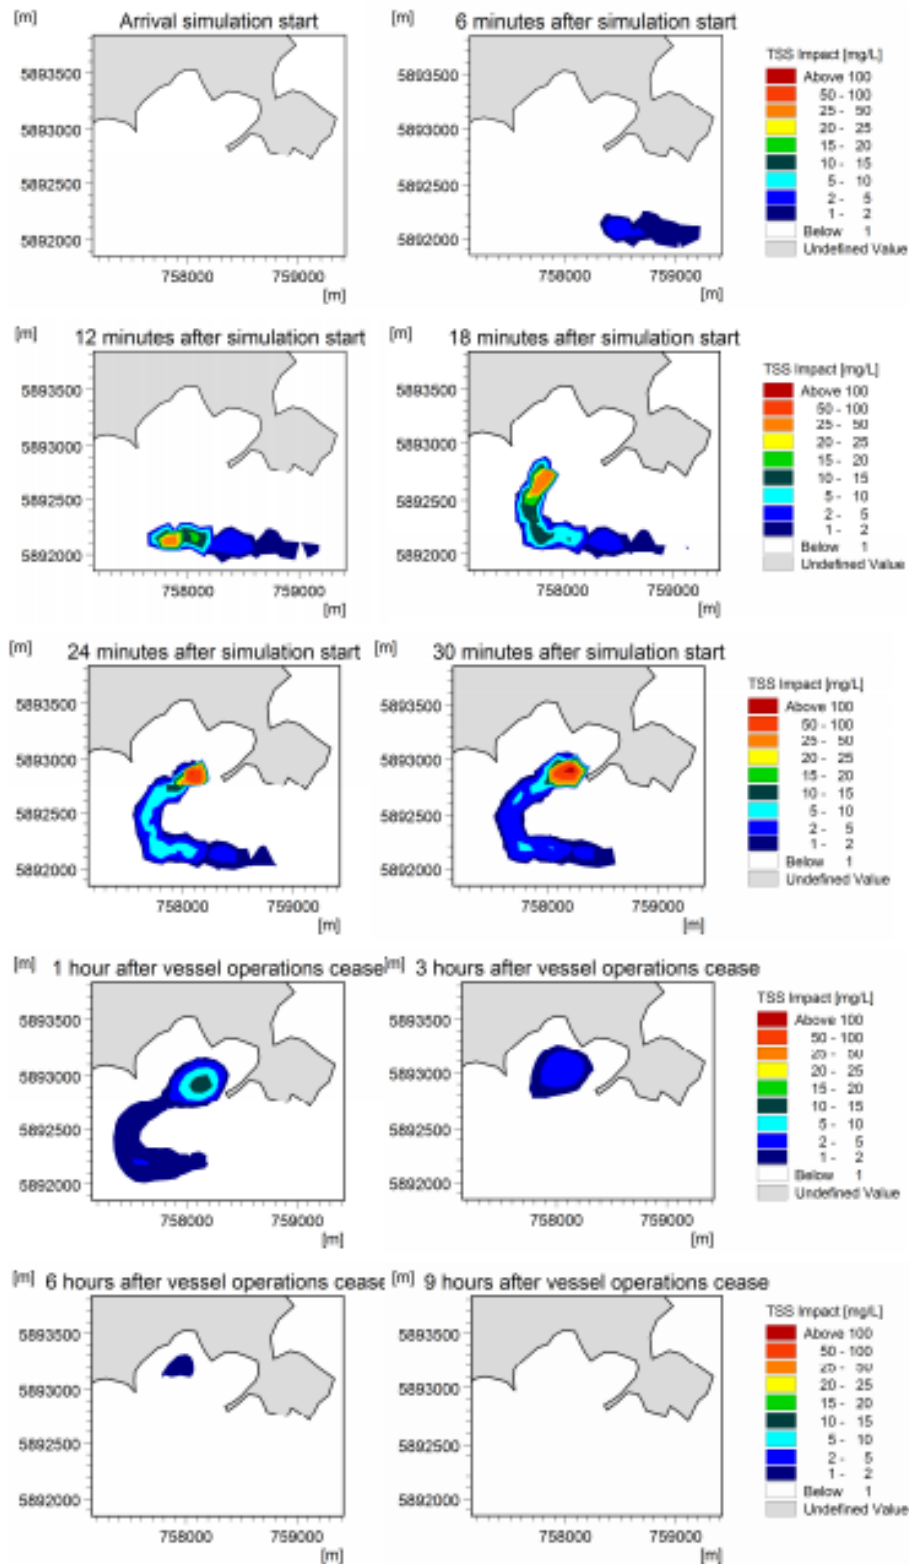 [m] Arrival simulation start
5893500
5893000
5892500
5892000
758000 759000
[m]
[m] 6 minutes after simulation start
758000 759000
[m]
TSS Impact [mg/L]
Above 100
50 - 100
25 - 50
20 - 25
15 - 20
10 - 15
5 - 10
2 - 5
1 - 2
Below 1
Undefined Value
[m] 12 minutes after simulation start
5893500
5893000
5892500
5892000
758000 759000
[m]
[m] 18 minutes after simulation start
5893500
5893000
5892500
5892000
758000 759000
[m]
TSS Impact [mg/L]
Above 100
50 - 100
25 - 50
20 - 25
15 - 20
10 - 15
5 - 10
2 - 5
1 - 2
Below 1
Undefined Value
[m] 24 minutes after simulation start
5893500
5893000
5892500
5892000
758000 759000
[m]
[m] 30 minutes after simulation start
5893500
5893000
5892500
5892000
758000 759000
[m]
TSS Impact [mg/L]
Above 100
50 - 100
25 - 50
20 - 25
15 - 20
10 - 15
5 - 10
2 - 5
1 - 2
Below 1
Undefined Value
[m] 1 hour after vessel operations cease
5893500
5893000
5892500
5892000
758000 759000
[m]
[m] 3 hours after vessel operations cease
5893500
5893000
5892500
5892000
758000 759000
[m]
TSS Impact [mg/L]
Above 100
50 - 100
25 - 50
20 - 25
15 - 20
10 - 15
5 - 10
2 - 5
1 - 2
Below 1
Undefined Value
[m] 6 hours after vessel operations cease
5893500
5893000
5892500
5892000
758000 759000
[m]
[m] 9 hours after vessel operations cease
5893500
5893000
5892500
5892000
758000 759000
[m]
TSS Impact [mg/L]
Above 100
50 - 100
25 - 50
20 - 25
15 - 20
10 - 15
5 - 10
2 - 5
1 - 2
Below 1
Undefined Value